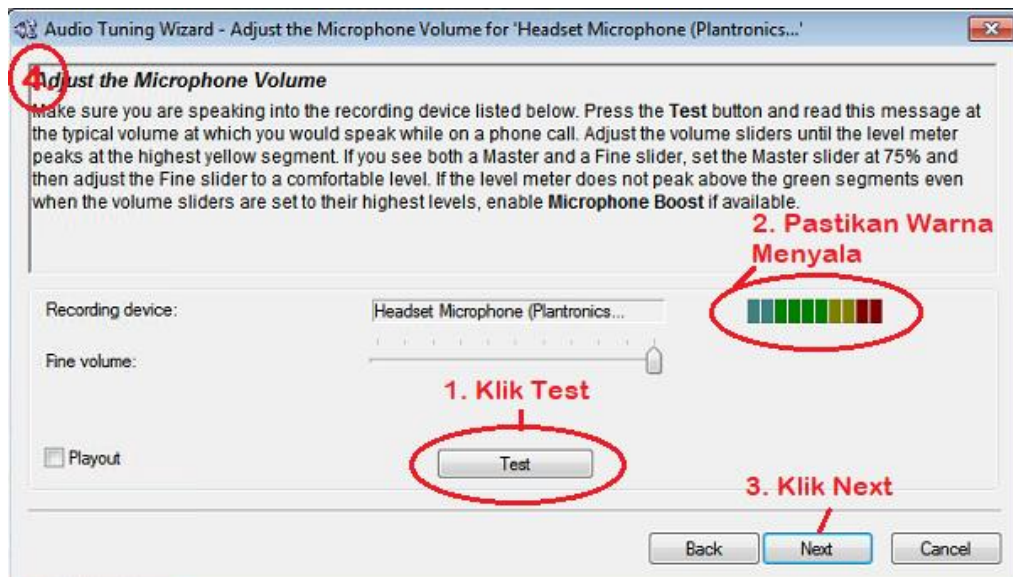 Audio Tuning Wizard - Adjust the Microphone Volume for 'Headset Microphone (Plantronics...'
4.
Adjust the Microphone Volume
Make sure you are speaking into the recording device listed below. Press the Test button and read this message at
the typical volume at which you would speak while on a phone call. Adjust the volume sliders until the level meter
peaks at the highest yellow segment. If you see both a Master and a Fine slider, set the Master slider at 75% and
then adjust the Fine slider to a comfortable level. If the level meter does not peak above the green segments even
when the volume sliders are set to their highest levels, enable Microphone Boost if available.
2. Pastikan Warna
Menyala
Recording device:
Headset Microphone (Plantronics...
Fine volume:
1. Klik Test
Playout
Test
3. Klik Next
Back
Next
Cancel